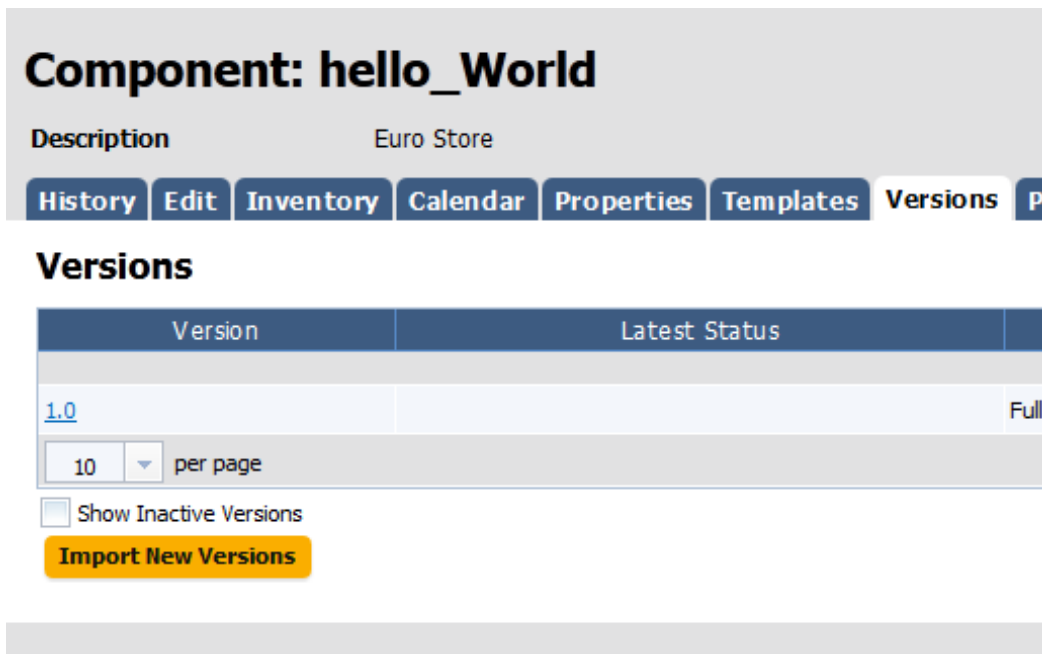 Component: hello_World
Description Euro Store
History Edit Inventory Calendar Properties Templates Versions P
Versions
Version Latest Status
1.0 Full
10 per page
Show Inactive Versions
Import New Versions